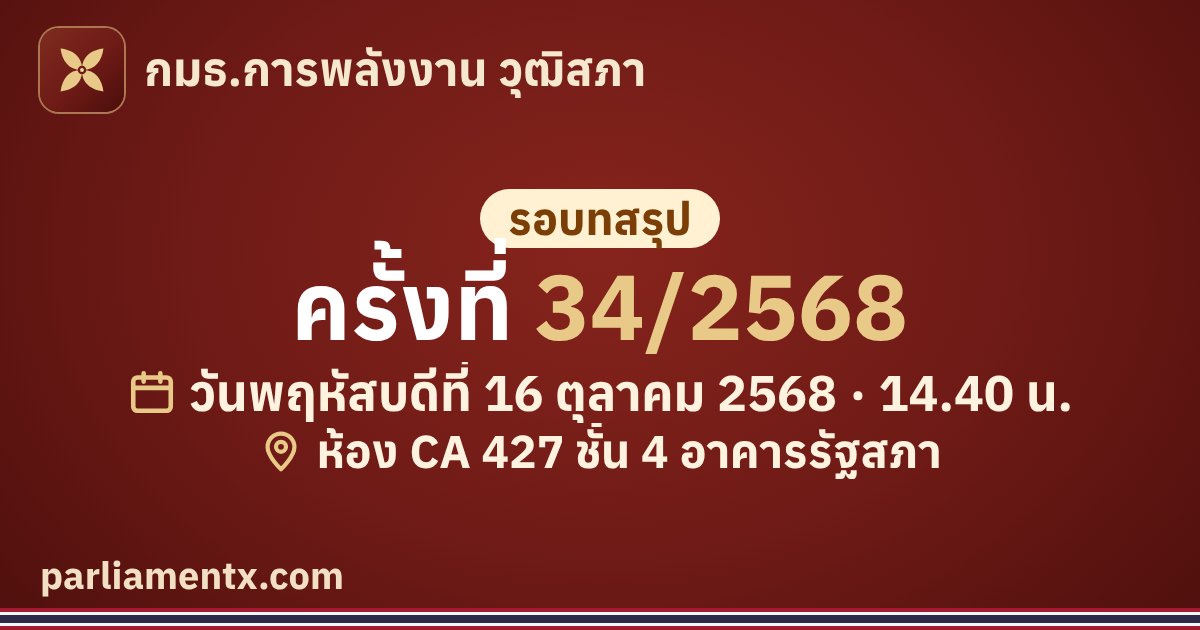 กมธ.การพลังงาน วุฒิสภา
รอบทสรุป
ครั้งที่ 34/2568
วันพฤหัสบดีที่ 16 ตุลาคม 2568 · 14.40 น.
ห้อง CA 427 ชั้น 4 อาคารรัฐสภา
parliamentx.com